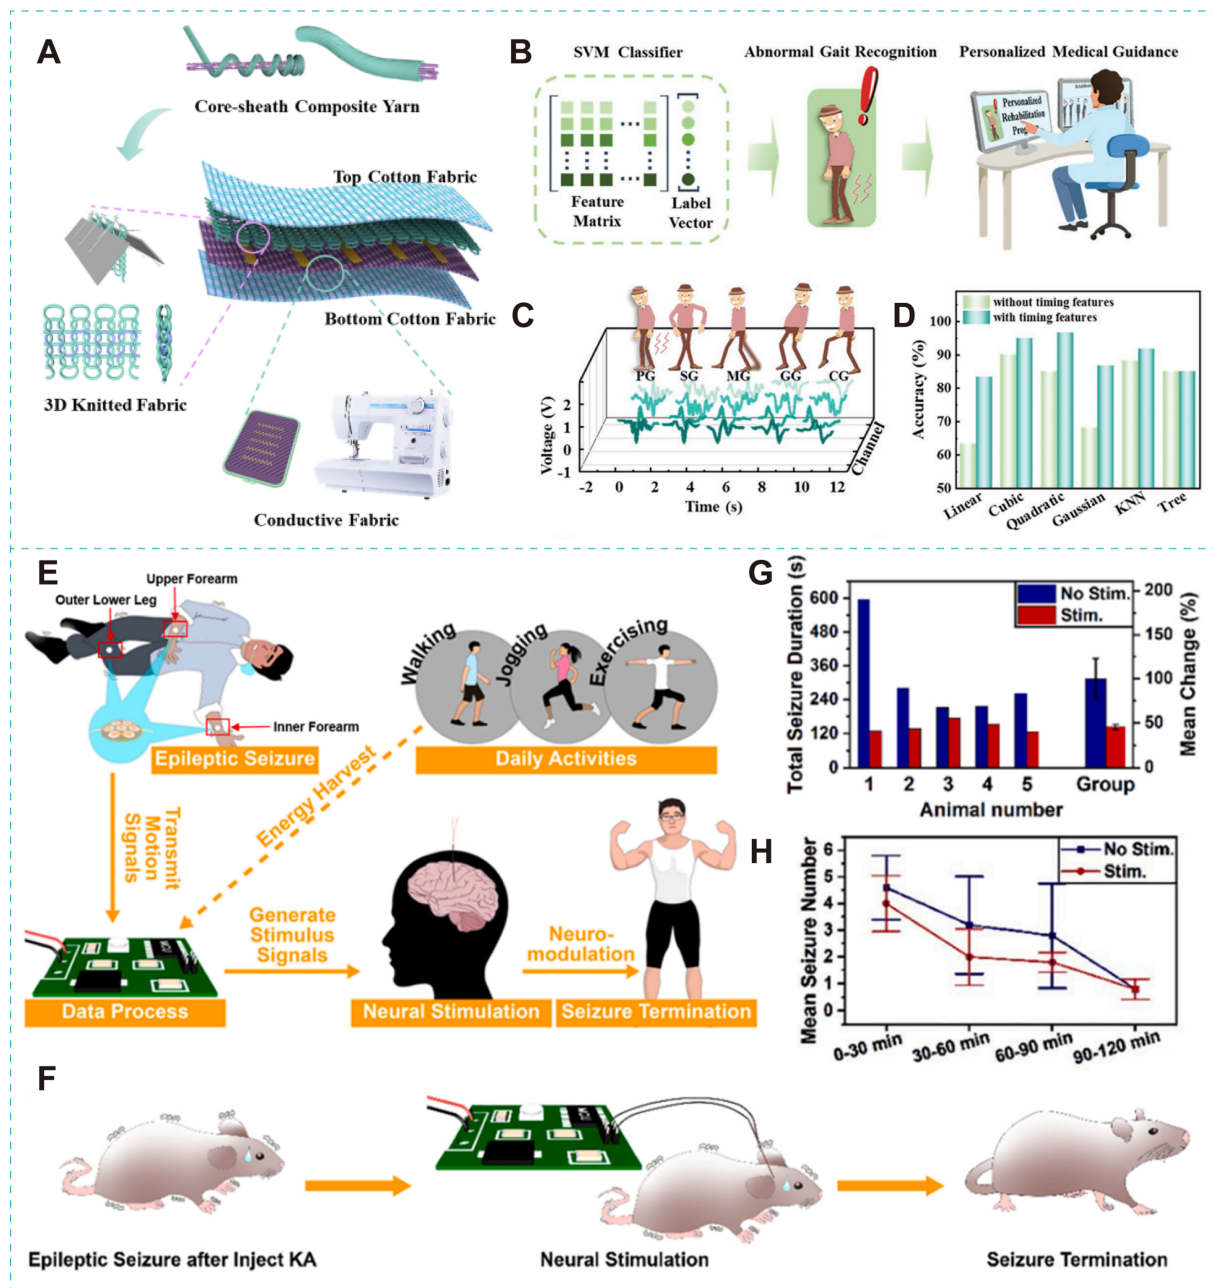 A
Core-sheath Composite Yarn
Top Cotton Fabric
Bottom Cotton Fabric
3D Knitted Fabric
Conductive Fabric
B
SVM Classifier
Feature
Matrix
Label
Vector
Abnormal Gait Recognition
Personalized Medical Guidance
Personalized
Rehabilitation
C
PG
SG
MG
GG
CG
Voltage (V)
2
1
0
-1
-2
0
2
4
6
8
10
12
Time (s)
Channel
D
without timing features
with timing features
Accuracy (%)
100
90
80
70
60
50
Linear
Cubic
Quadratic
Gaussian
KNN
Tree
E
Upper Forearm
Outer Lower Leg
Inner Forearm
Epileptic Seizure
Walking
Jogging
Exercising
Daily Activities
Transmit
Motion
Signals
Energy Harvest
Data Process
Generate
Stimulus
Signals
Neural Stimulation
Neuro-
modulation
Seizure Termination
G
No Stim.
Stim.
Total Seizure Duration (s)
600
480
360
240
120
0
200
150
100
50
0
Mean Change (%)
1
2
3
4
5
Group
Animal number
H
No Stim.
Stim.
Mean Seizure Number
6
5
4
3
2
1
0
0-30 min
30-60 min
60-90 min
90-120 min
F
Epileptic Seizure after Inject KA
Neural Stimulation
Seizure Termination